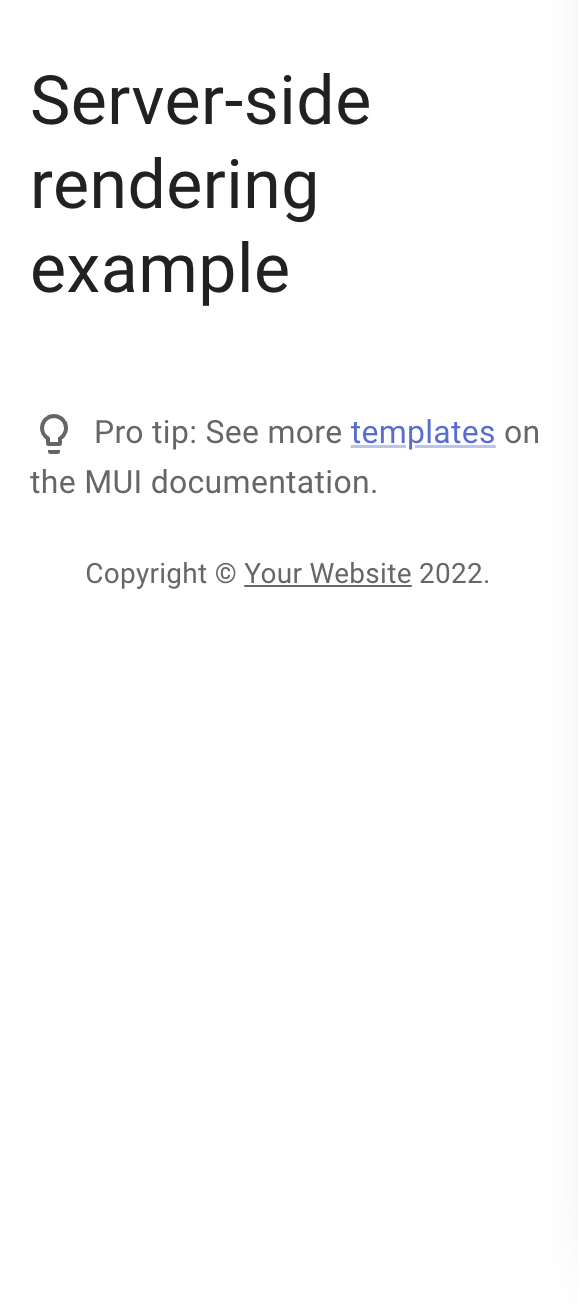 Server-side
rendering
example
Pro tip: See more templates on
the MUI documentation.
Copyright © Your Website 2022.